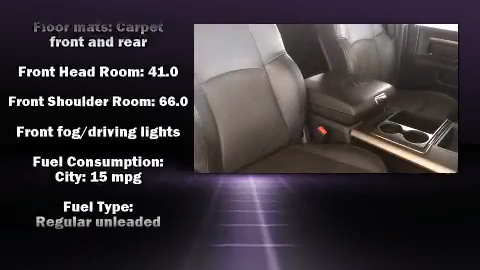 Floor mats: Carpet
front and rear
Front Head Room: 41.0
Front Shoulder Room: 66.0
Front fog/driving lights
Fuel Consumption:
City: 15 mpg
Fuel Type:
Regular unleaded